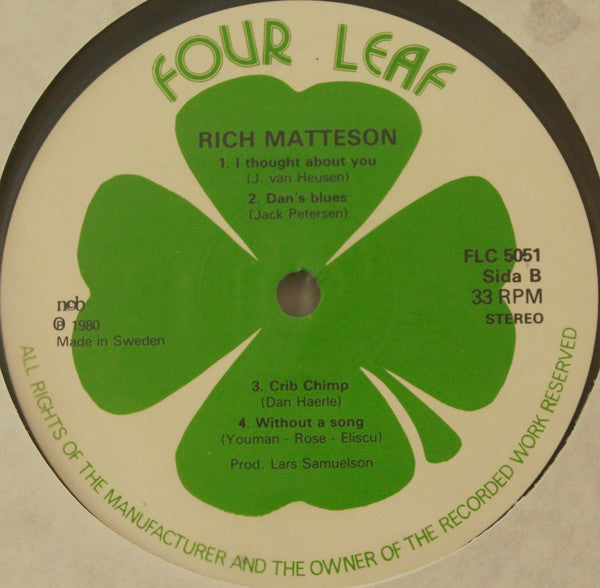 FOUR LEAF
RICH MATTESON
1. I thought about you
(J. van Heusen)
2. Dan's blues
(Jack Petersen)
FLC 5051
Sida B
33 RPM
STEREO
ncb
Ⓟ 1980
Made in Sweden
3. Crib Chimp
(Dan Haerle)
4. Without a song
(Youman - Rose - Eliscu)
Prod. Lars Samuelson
ALL RIGHTS OF THE MANUFACTURER AND THE OWNER OF THE RECORDED WORK RESERVED